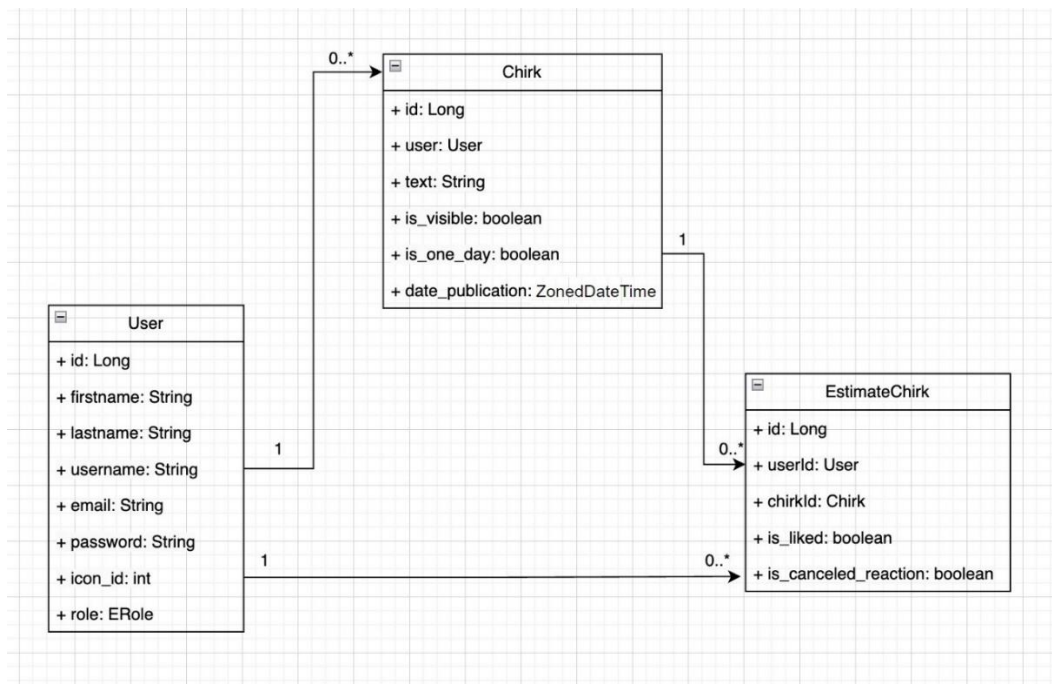 0..*
Chirk
+ id: Long
+ user: User
+ text: String
+ is_visible: boolean
+ is_one_day: boolean
+ date_publication: ZonedDateTime
1
User
+ id: Long
+ firstname: String
+ lastname: String
+ username: String
+ email: String
+ password: String
+ icon_id: int
+ role: ERole
1
1
0..*
0..*
EstimateChirk
+ id: Long
+ userId: User
+ chirkId: Chirk
+ is_liked: boolean
+ is_canceled_reaction: boolean